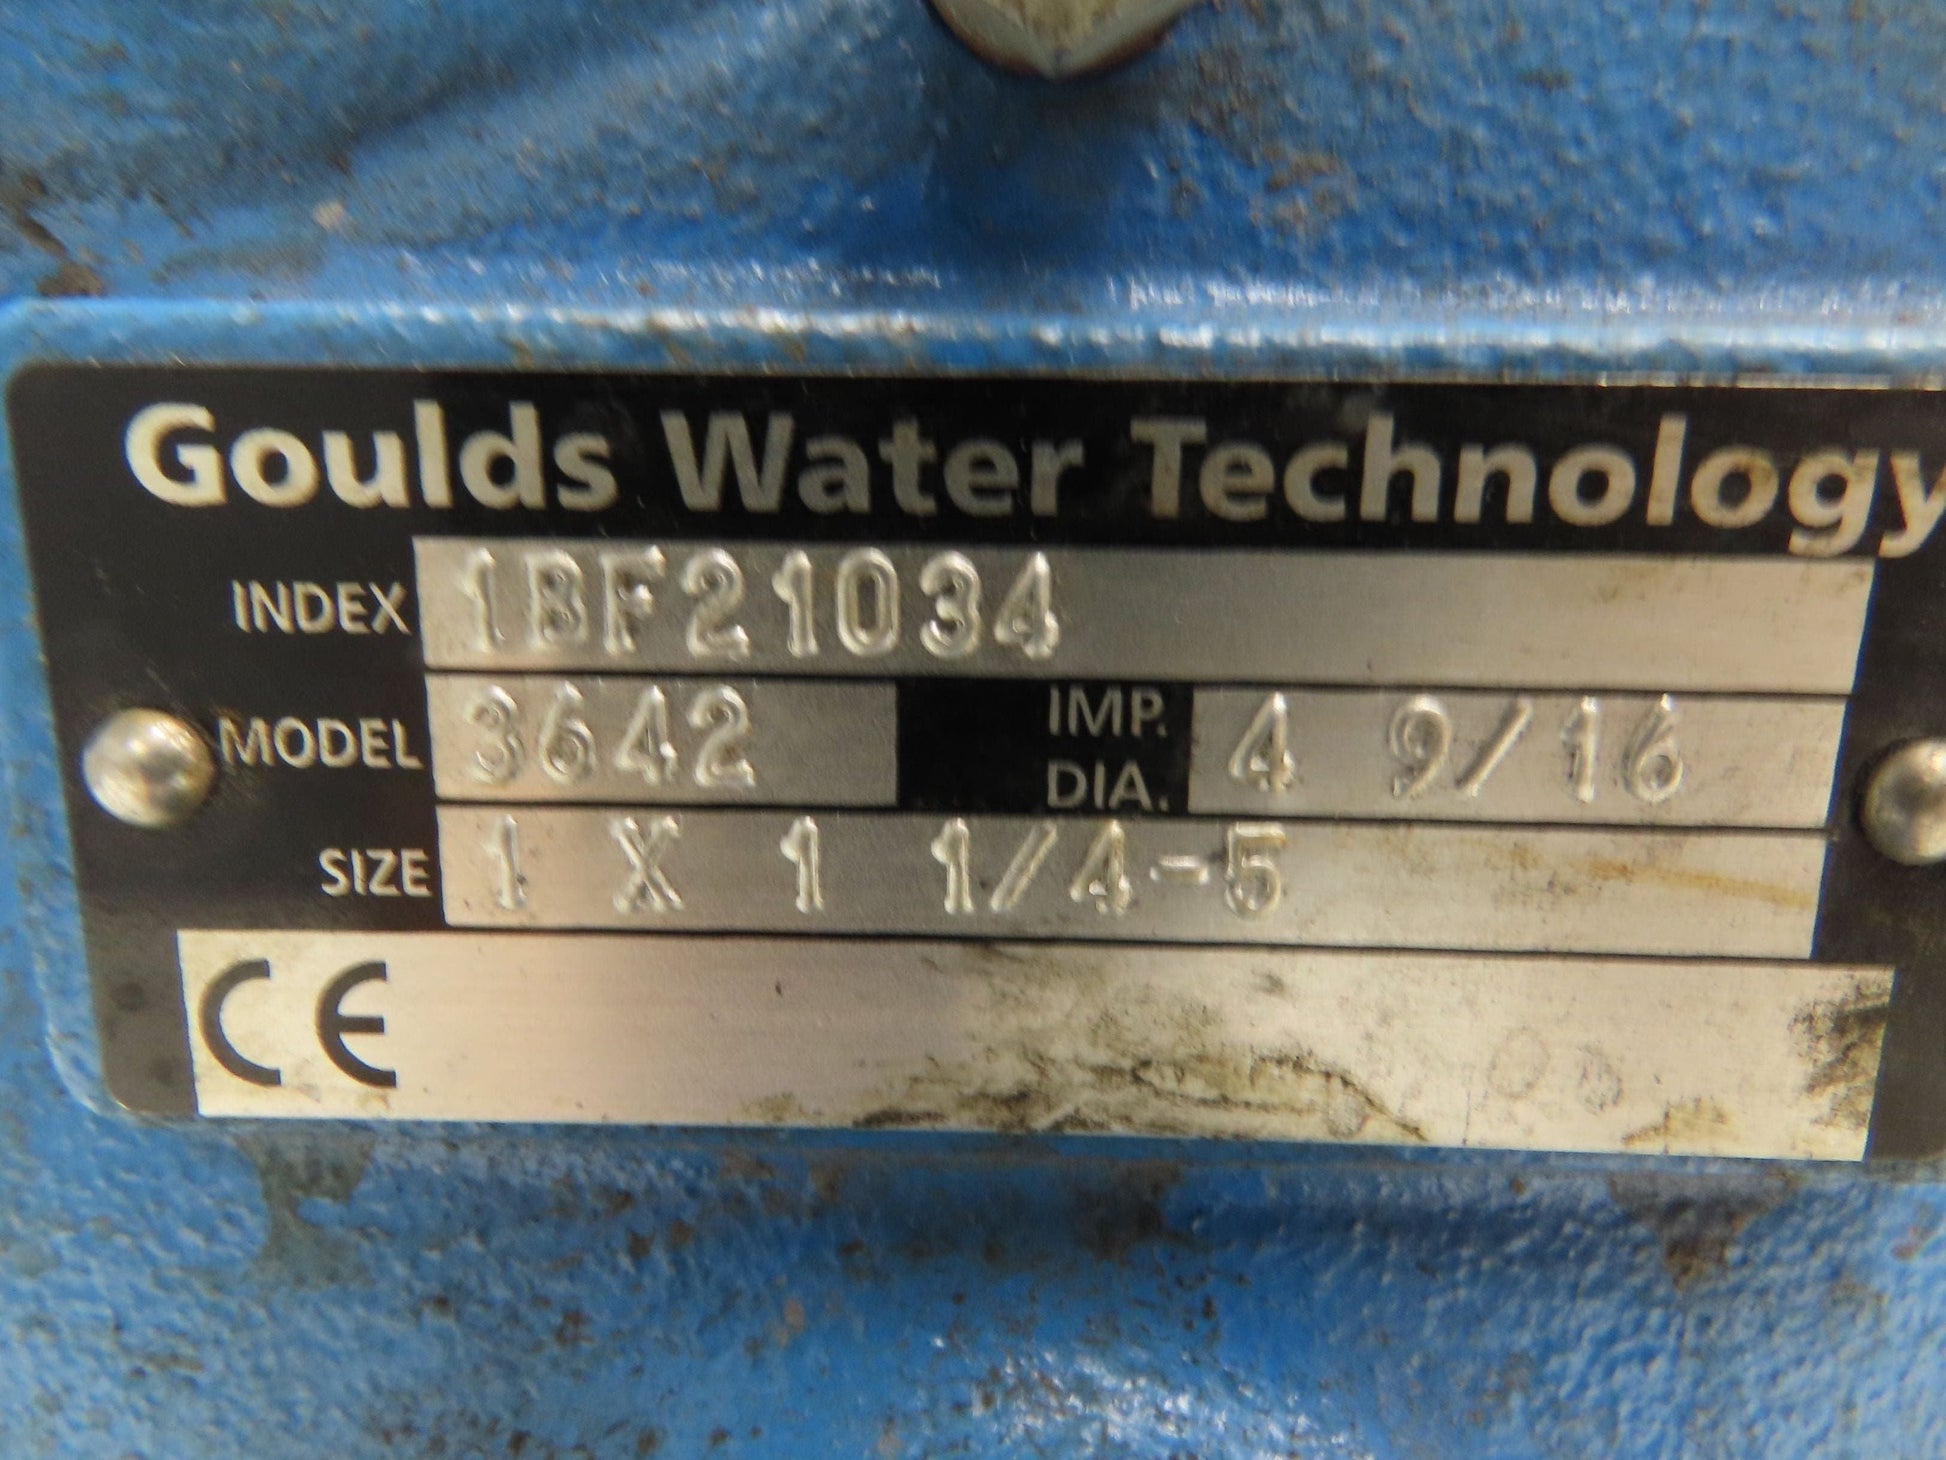 Goulds Water Technology
INDEX 1BF21034
MODEL 3642 IMP. DIA. 4 9/16
SIZE 1 X 1 1/4-5
CE